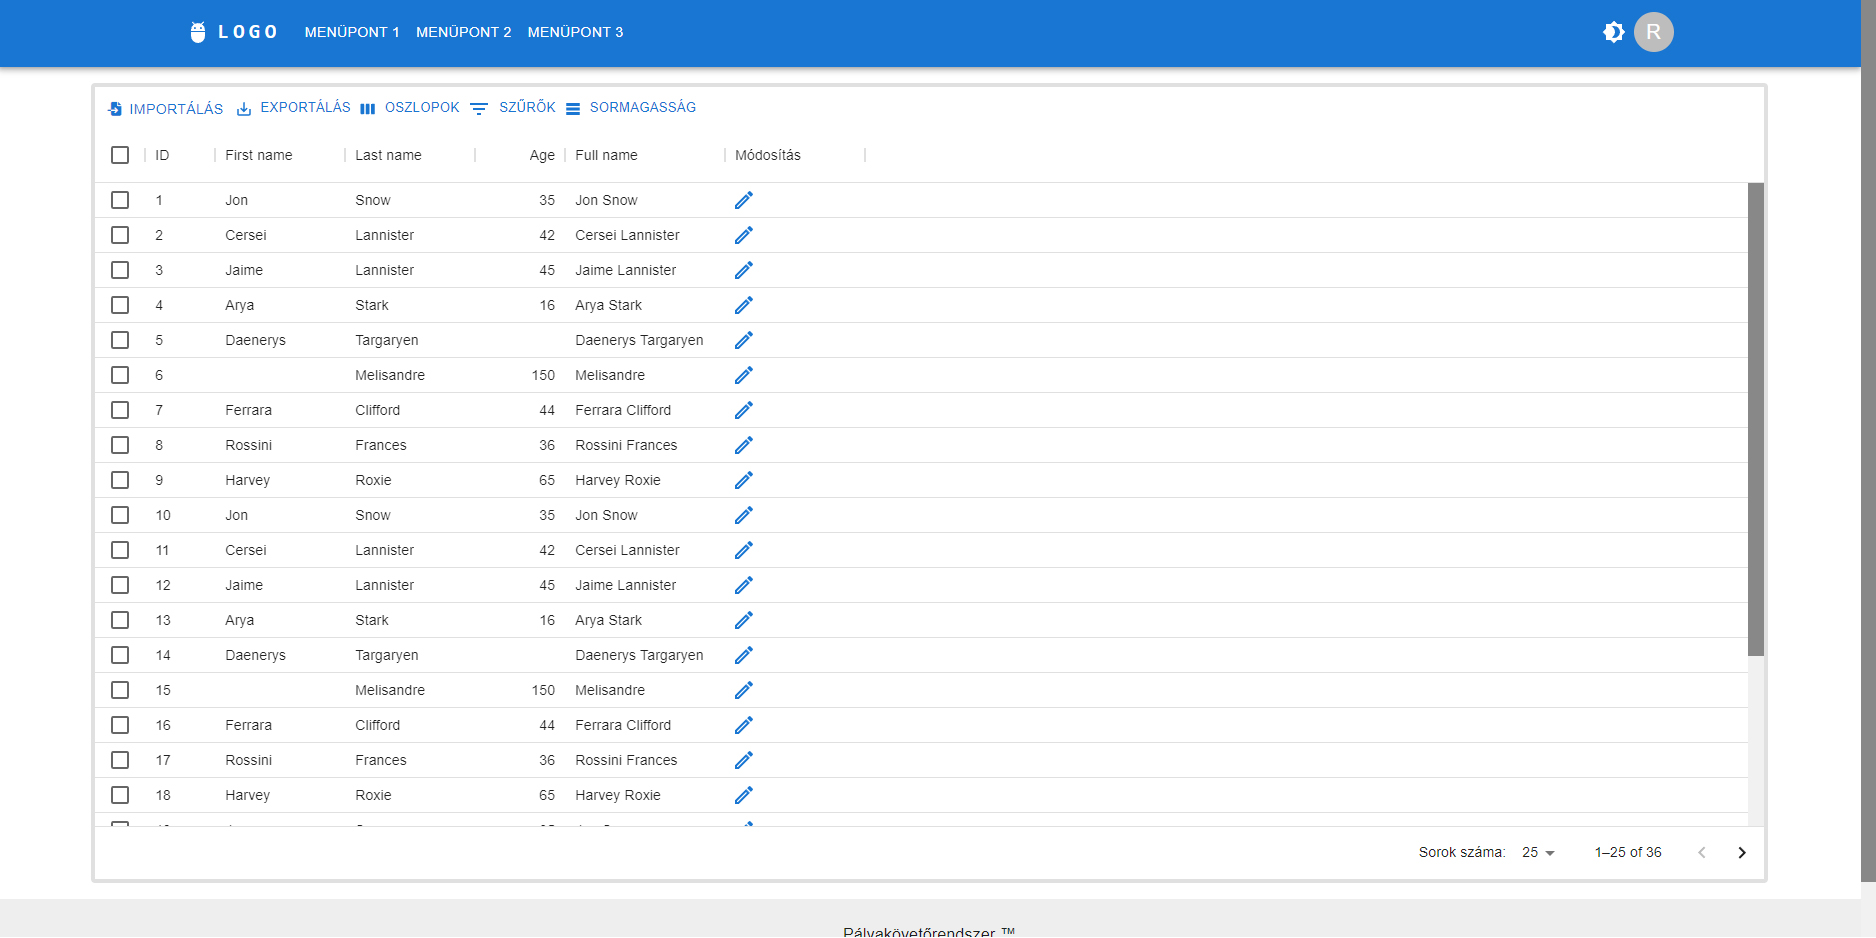 LOGO MENÜPONT 1 MENÜPONT 2 MENÜPONT 3 R
IMPORTÁLÁS EXPORTÁLÁS OSZLOPOK SZŰRŐK SORMAGASSÁG
ID First name Last name Age Full name Módosítás
1 Jon Snow 35 Jon Snow
2 Cersei Lannister 42 Cersei Lannister
3 Jaime Lannister 45 Jaime Lannister
4 Arya Stark 16 Arya Stark
5 Daenerys Targaryen Daenerys Targaryen
6 Melisandre 150 Melisandre
7 Ferrara Clifford 44 Ferrara Clifford
8 Rossini Frances 36 Rossini Frances
9 Harvey Roxie 65 Harvey Roxie
10 Jon Snow 35 Jon Snow
11 Cersei Lannister 42 Cersei Lannister
12 Jaime Lannister 45 Jaime Lannister
13 Arya Stark 16 Arya Stark
14 Daenerys Targaryen Daenerys Targaryen
15 Melisandre 150 Melisandre
16 Ferrara Clifford 44 Ferrara Clifford
17 Rossini Frances 36 Rossini Frances
18 Harvey Roxie 65 Harvey Roxie
Sorok száma: 25 1–25 of 36
Pályakövetőrendszer ™